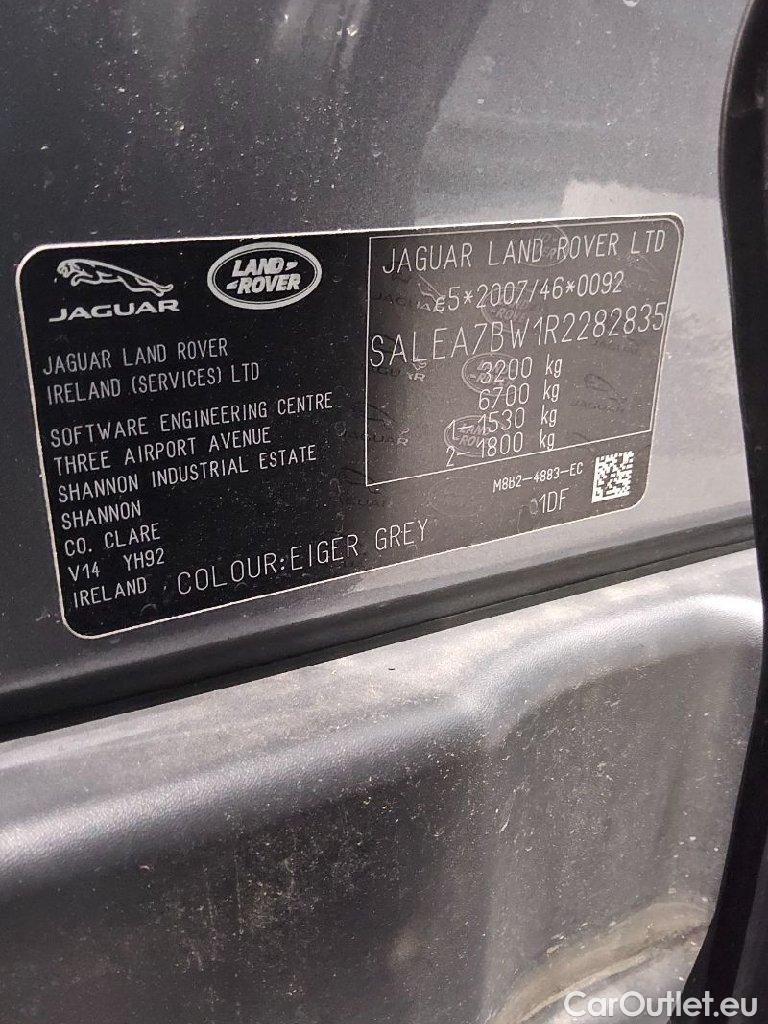 JAGUAR
LAND-
-ROVER
JAGUAR LAND ROVER
IRELAND (SERVICES) LTD
SOFTWARE ENGINEERING CENTRE
THREE AIRPORT AVENUE
SHANNON INDUSTRIAL ESTATE
SHANNON
CO. CLARE
V14 YH92
IRELAND
COLOUR:EIGER GREY
JAGUAR LAND ROVER LTD
e5*2007/46*0092
SALEA7BW1R2282835
3200 kg
6700 kg
1 1530 kg
2 1800 kg
M8B2-4883-EC
01DF
CarOutlet.eu